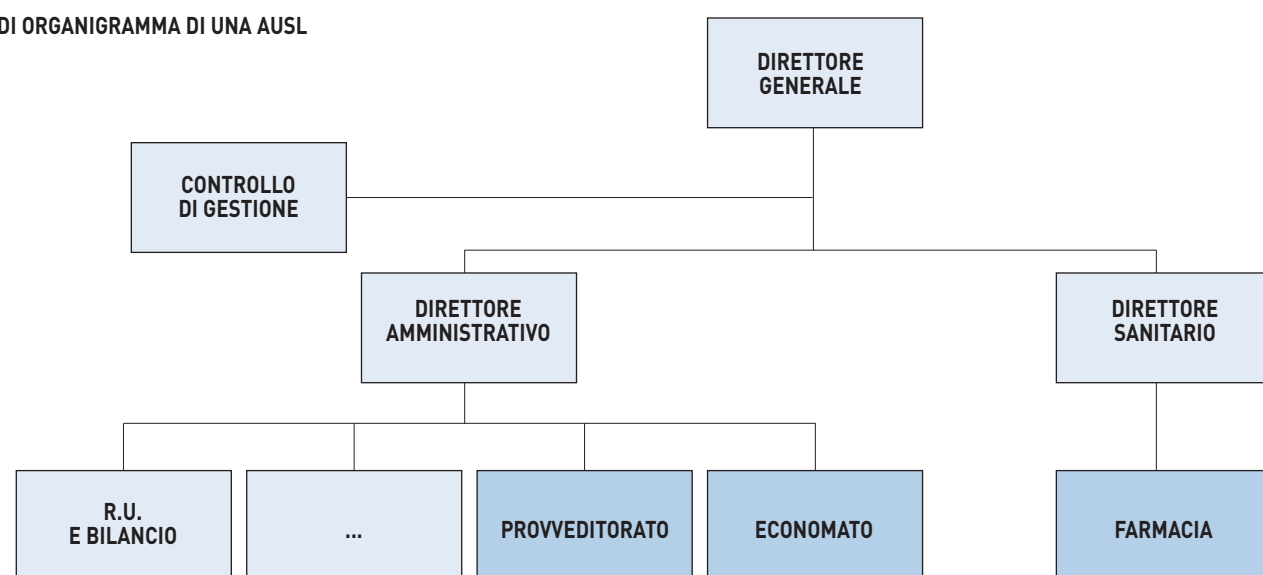 DI ORGANIGRAMMA DI UNA AUSL
DIRETTORE
GENERALE
CONTROLLO
DI GESTIONE
DIRETTORE
AMMINISTRATIVO
DIRETTORE
SANITARIO
R.U.
E BILANCIO
...
PROVVEDITORATO
ECONOMATO
FARMACIA